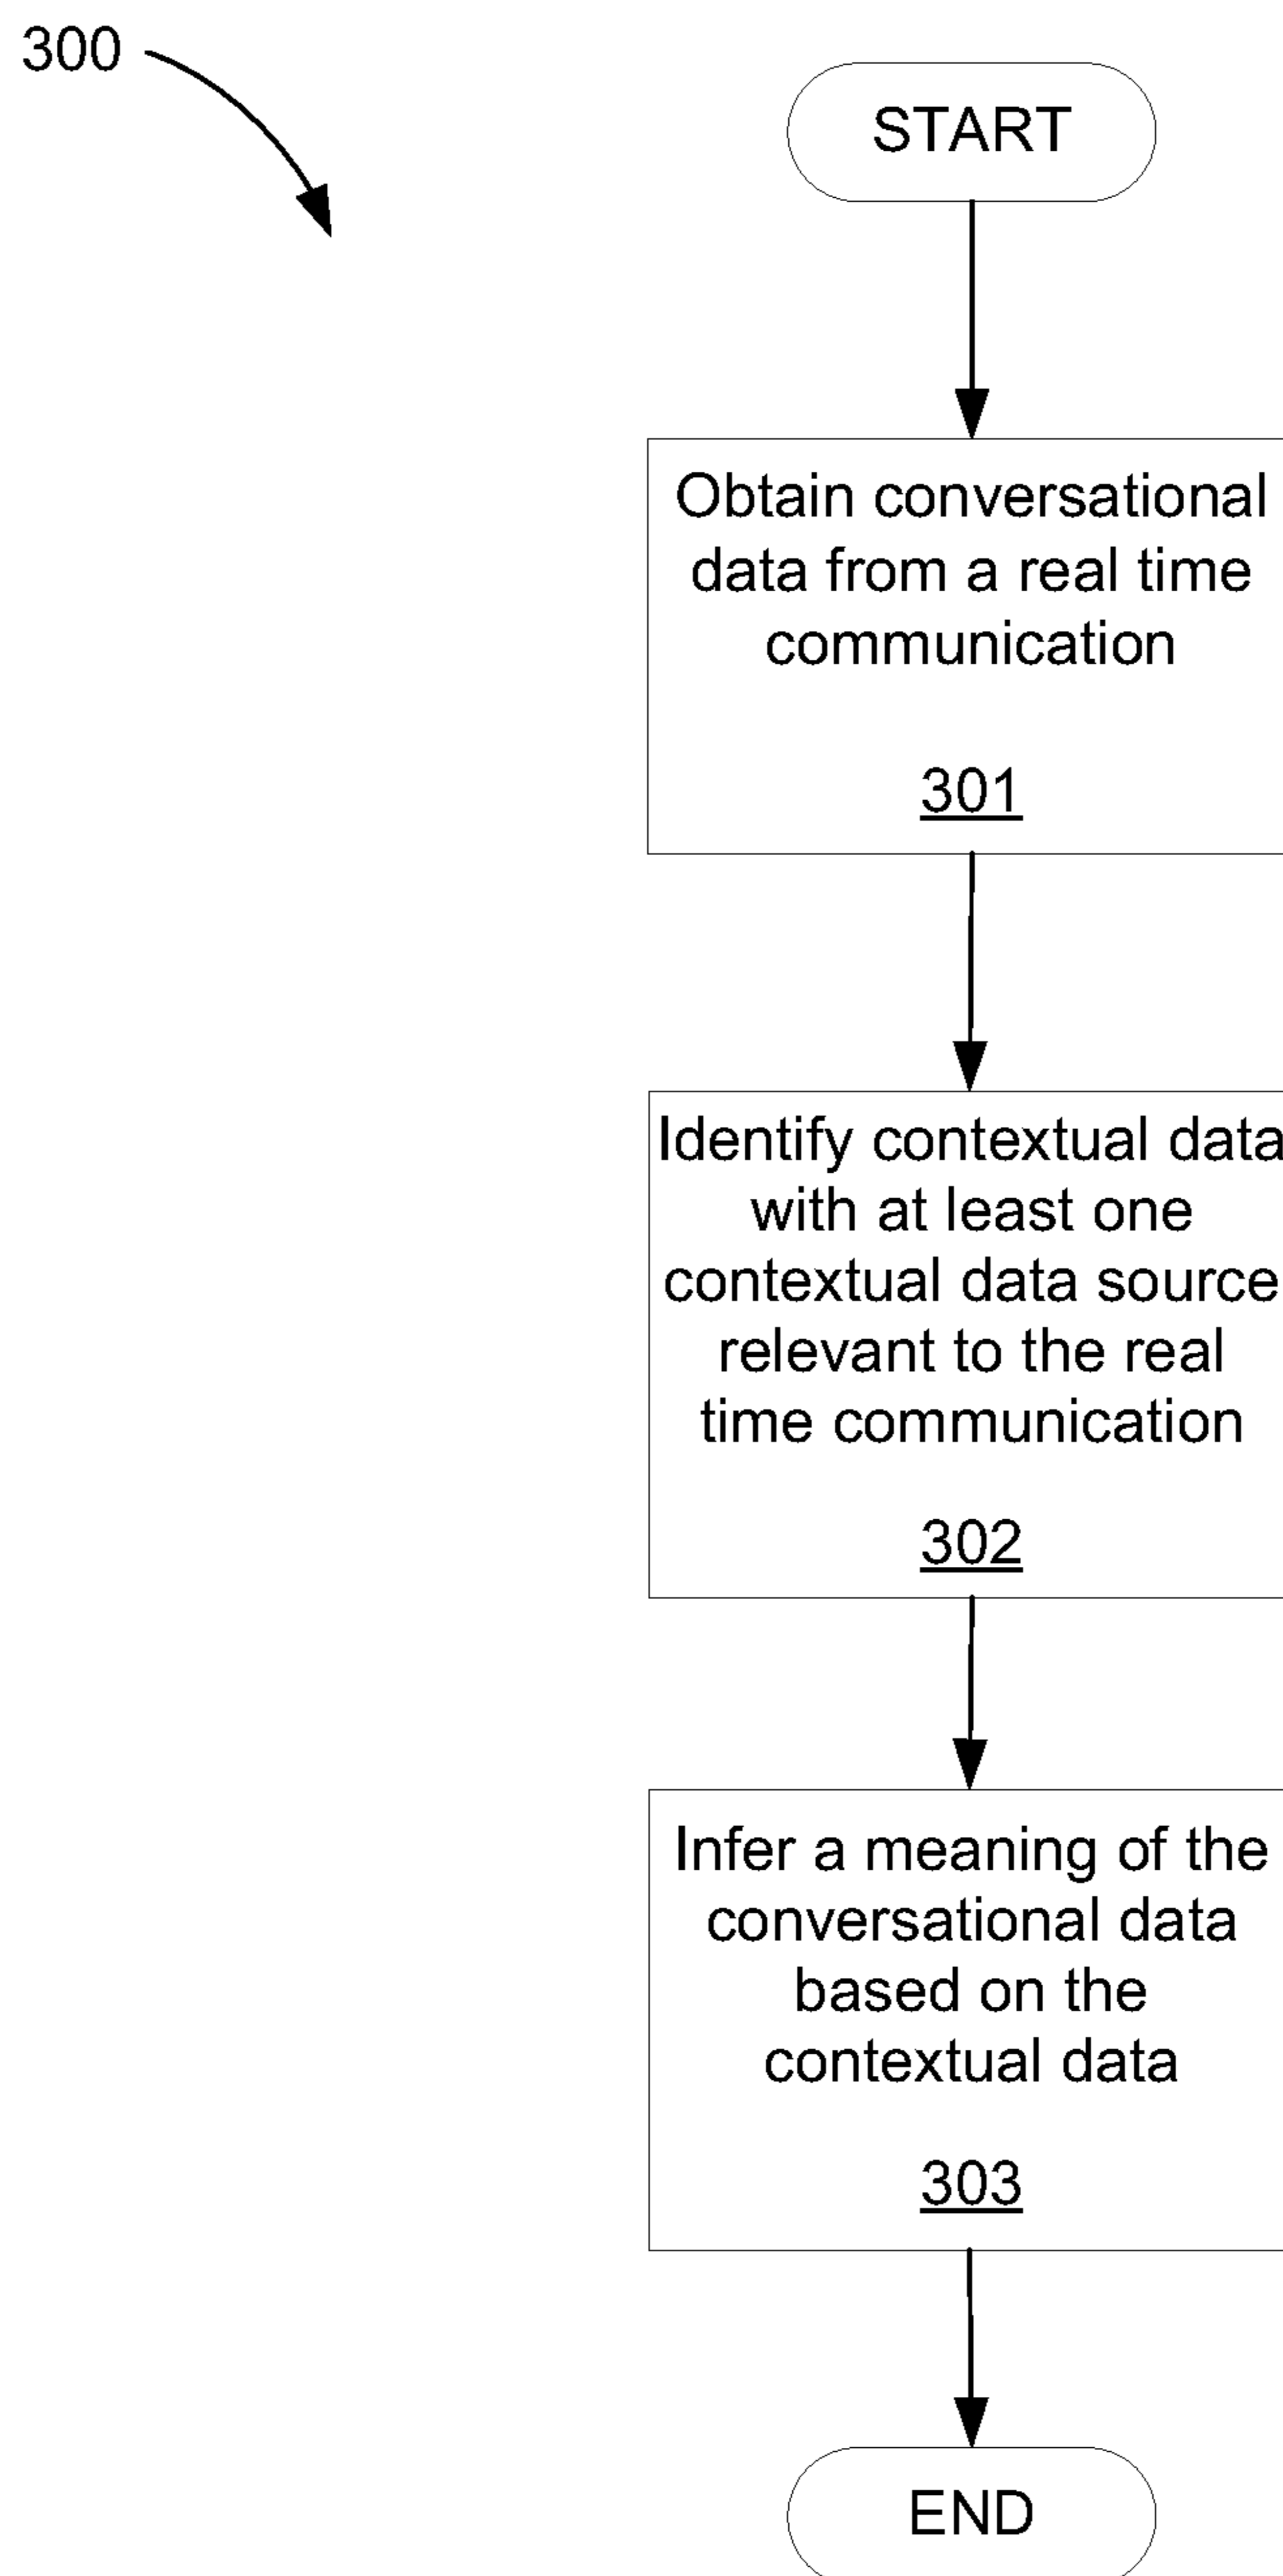 300
START
Obtain conversational
data from a real time
communication
301
Identify contextual data
with at least one
contextual data source
relevant to the real
time communication
302
Infer a meaning of the
conversational data
based on the
contextual data
303
END